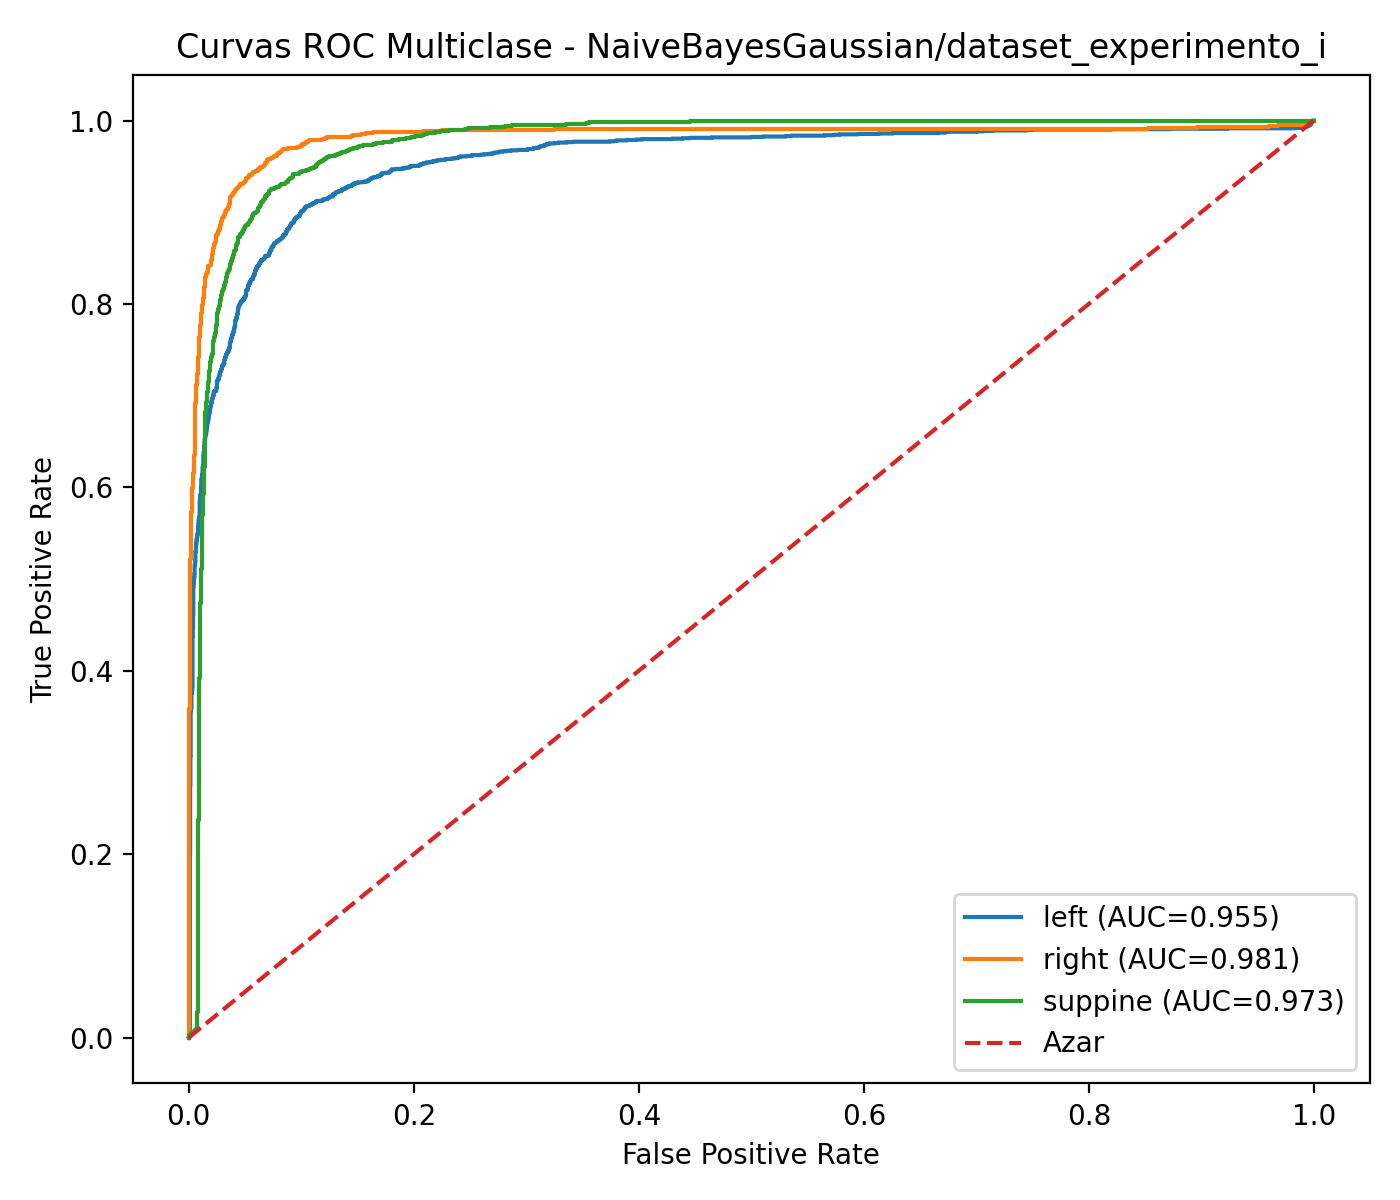 Curvas ROC Multiclase - NaiveBayesGaussian/dataset_experimento_i
1.0
0.8
0.6
0.4
0.2
0.0
True Positive Rate
0.0 0.2 0.4 0.6 0.8 1.0
False Positive Rate
left (AUC=0.955)
right (AUC=0.981)
suppine (AUC=0.973)
Azar